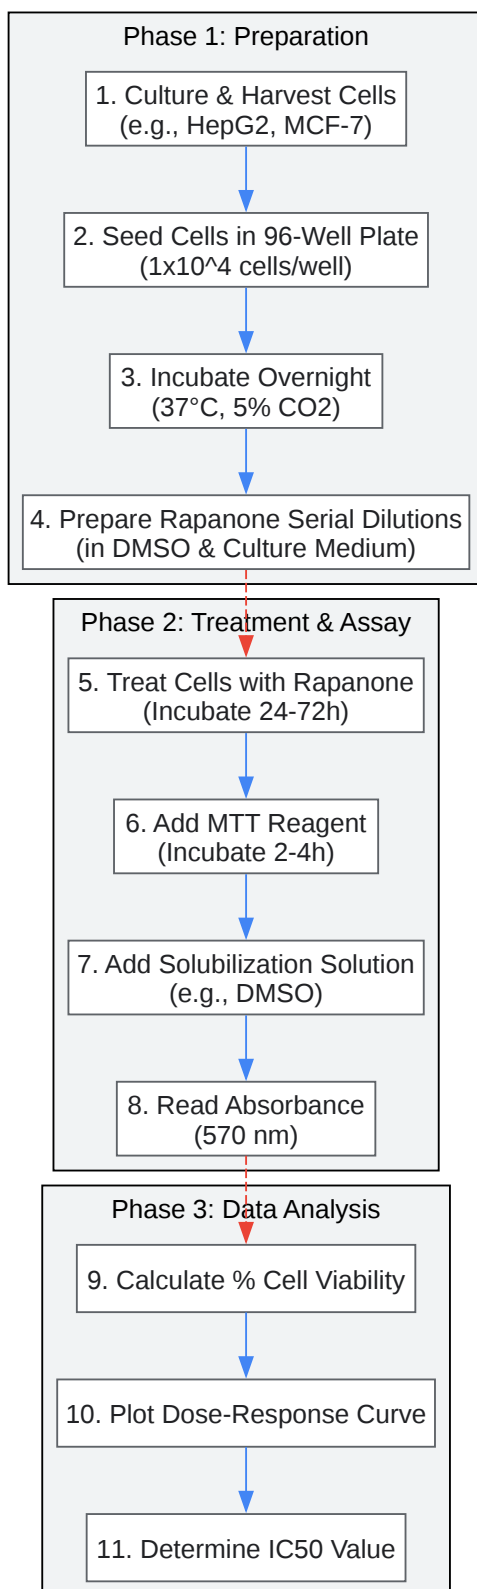 Phase 1: Preparation
1. Culture & Harvest Cells
(e.g., HepG2, MCF-7)
2. Seed Cells in 96-Well Plate
(1x10^4 cells/well)
3. Incubate Overnight
(37°C, 5% CO2)
4. Prepare Rapanone Serial Dilutions
(in DMSO & Culture Medium)
Phase 2: Treatment & Assay
5. Treat Cells with Rapanone
(Incubate 24-72h)
6. Add MTT Reagent
(Incubate 2-4h)
7. Add Solubilization Solution
(e.g., DMSO)
8. Read Absorbance
(570 nm)
Phase 3: Data Analysis
9. Calculate % Cell Viability
10. Plot Dose-Response Curve
11. Determine IC50 Value